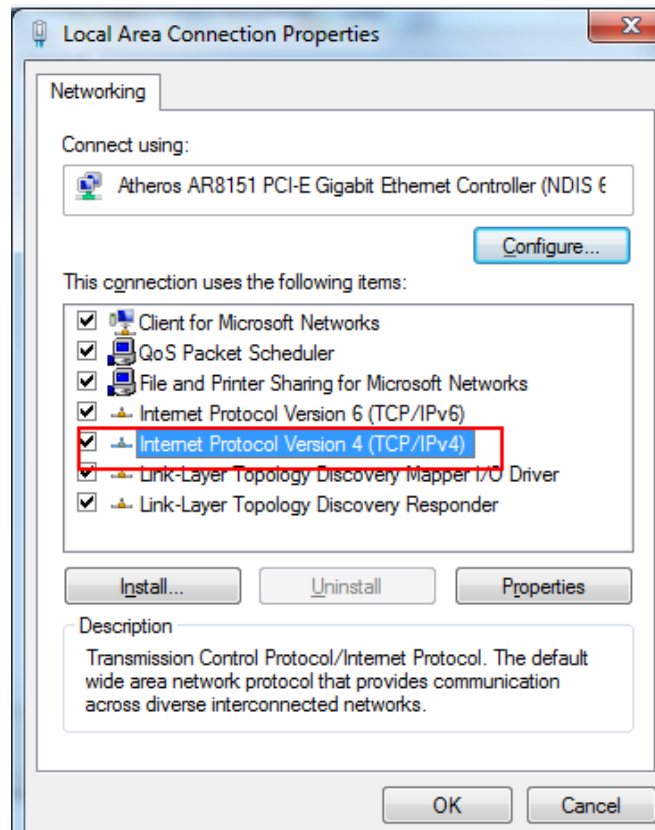 Local Area Connection Properties
Networking
Connect using:
Atheros AR8151 PCI-E Gigabit Ethernet Controller (NDIS 6
Configure...
This connection uses the following items:
Client for Microsoft Networks
QoS Packet Scheduler
File and Printer Sharing for Microsoft Networks
Internet Protocol Version 6 (TCP/IPv6)
Internet Protocol Version 4 (TCP/IPv4)
Link-Layer Topology Discovery Mapper I/O Driver
Link-Layer Topology Discovery Responder
Install... Uninstall Properties
Description
Transmission Control Protocol/Internet Protocol. The default
wide area network protocol that provides communication
across diverse interconnected networks.
OK Cancel